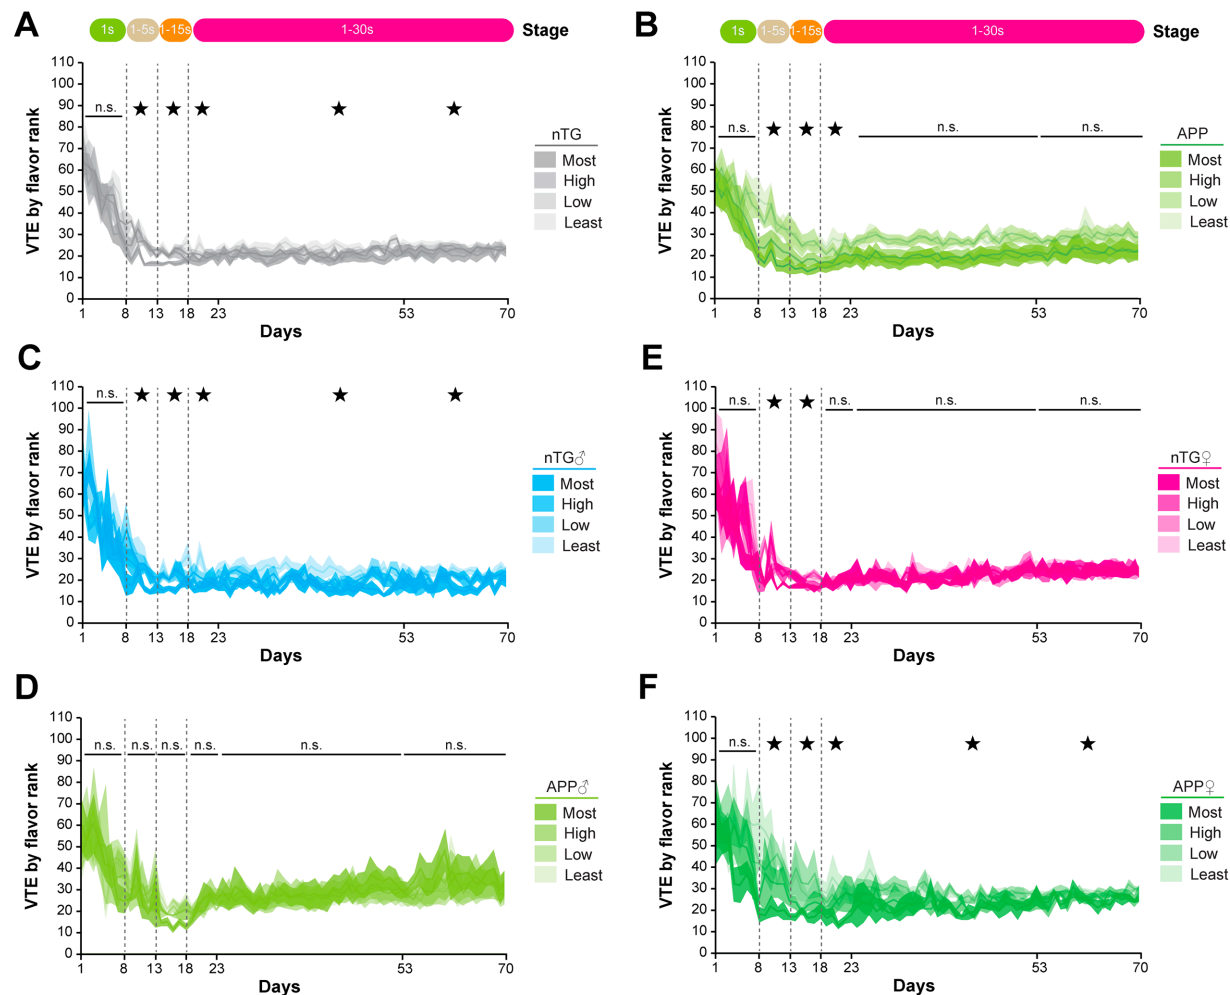 A
1s 1-5s 1-15s 1-30s Stage
VTE by flavor rank
110
100
90
80
70
60
50
40
30
20
10
0
n.s.
★ ★ ★ ★ ★
nTG
Most
High
Low
Least
1 8 13 18 23 53 70
Days
B
1s 1-5s 1-15s 1-30s Stage
VTE by flavor rank
110
100
90
80
70
60
50
40
30
20
10
0
n.s. ★ ★ ★ n.s. n.s.
APP
Most
High
Low
Least
1 8 13 18 23 53 70
Days
C
VTE by flavor rank
110
100
90
80
70
60
50
40
30
20
10
0
n.s. ★ ★ ★ ★ ★
nTG♂
Most
High
Low
Least
1 8 13 18 23 53 70
Days
E
VTE by flavor rank
110
100
90
80
70
60
50
40
30
20
10
0
n.s. ★ ★ n.s. n.s. n.s.
nTG♀
Most
High
Low
Least
1 8 13 18 23 53 70
Days
D
VTE by flavor rank
110
100
90
80
70
60
50
40
30
20
10
0
n.s. n.s. n.s. n.s. n.s. n.s.
APP♂
Most
High
Low
Least
1 8 13 18 23 53 70
Days
F
VTE by flavor rank
110
100
90
80
70
60
50
40
30
20
10
0
n.s. ★ ★ ★ ★ ★
APP♀
Most
High
Low
Least
1 8 13 18 23 53 70
Days